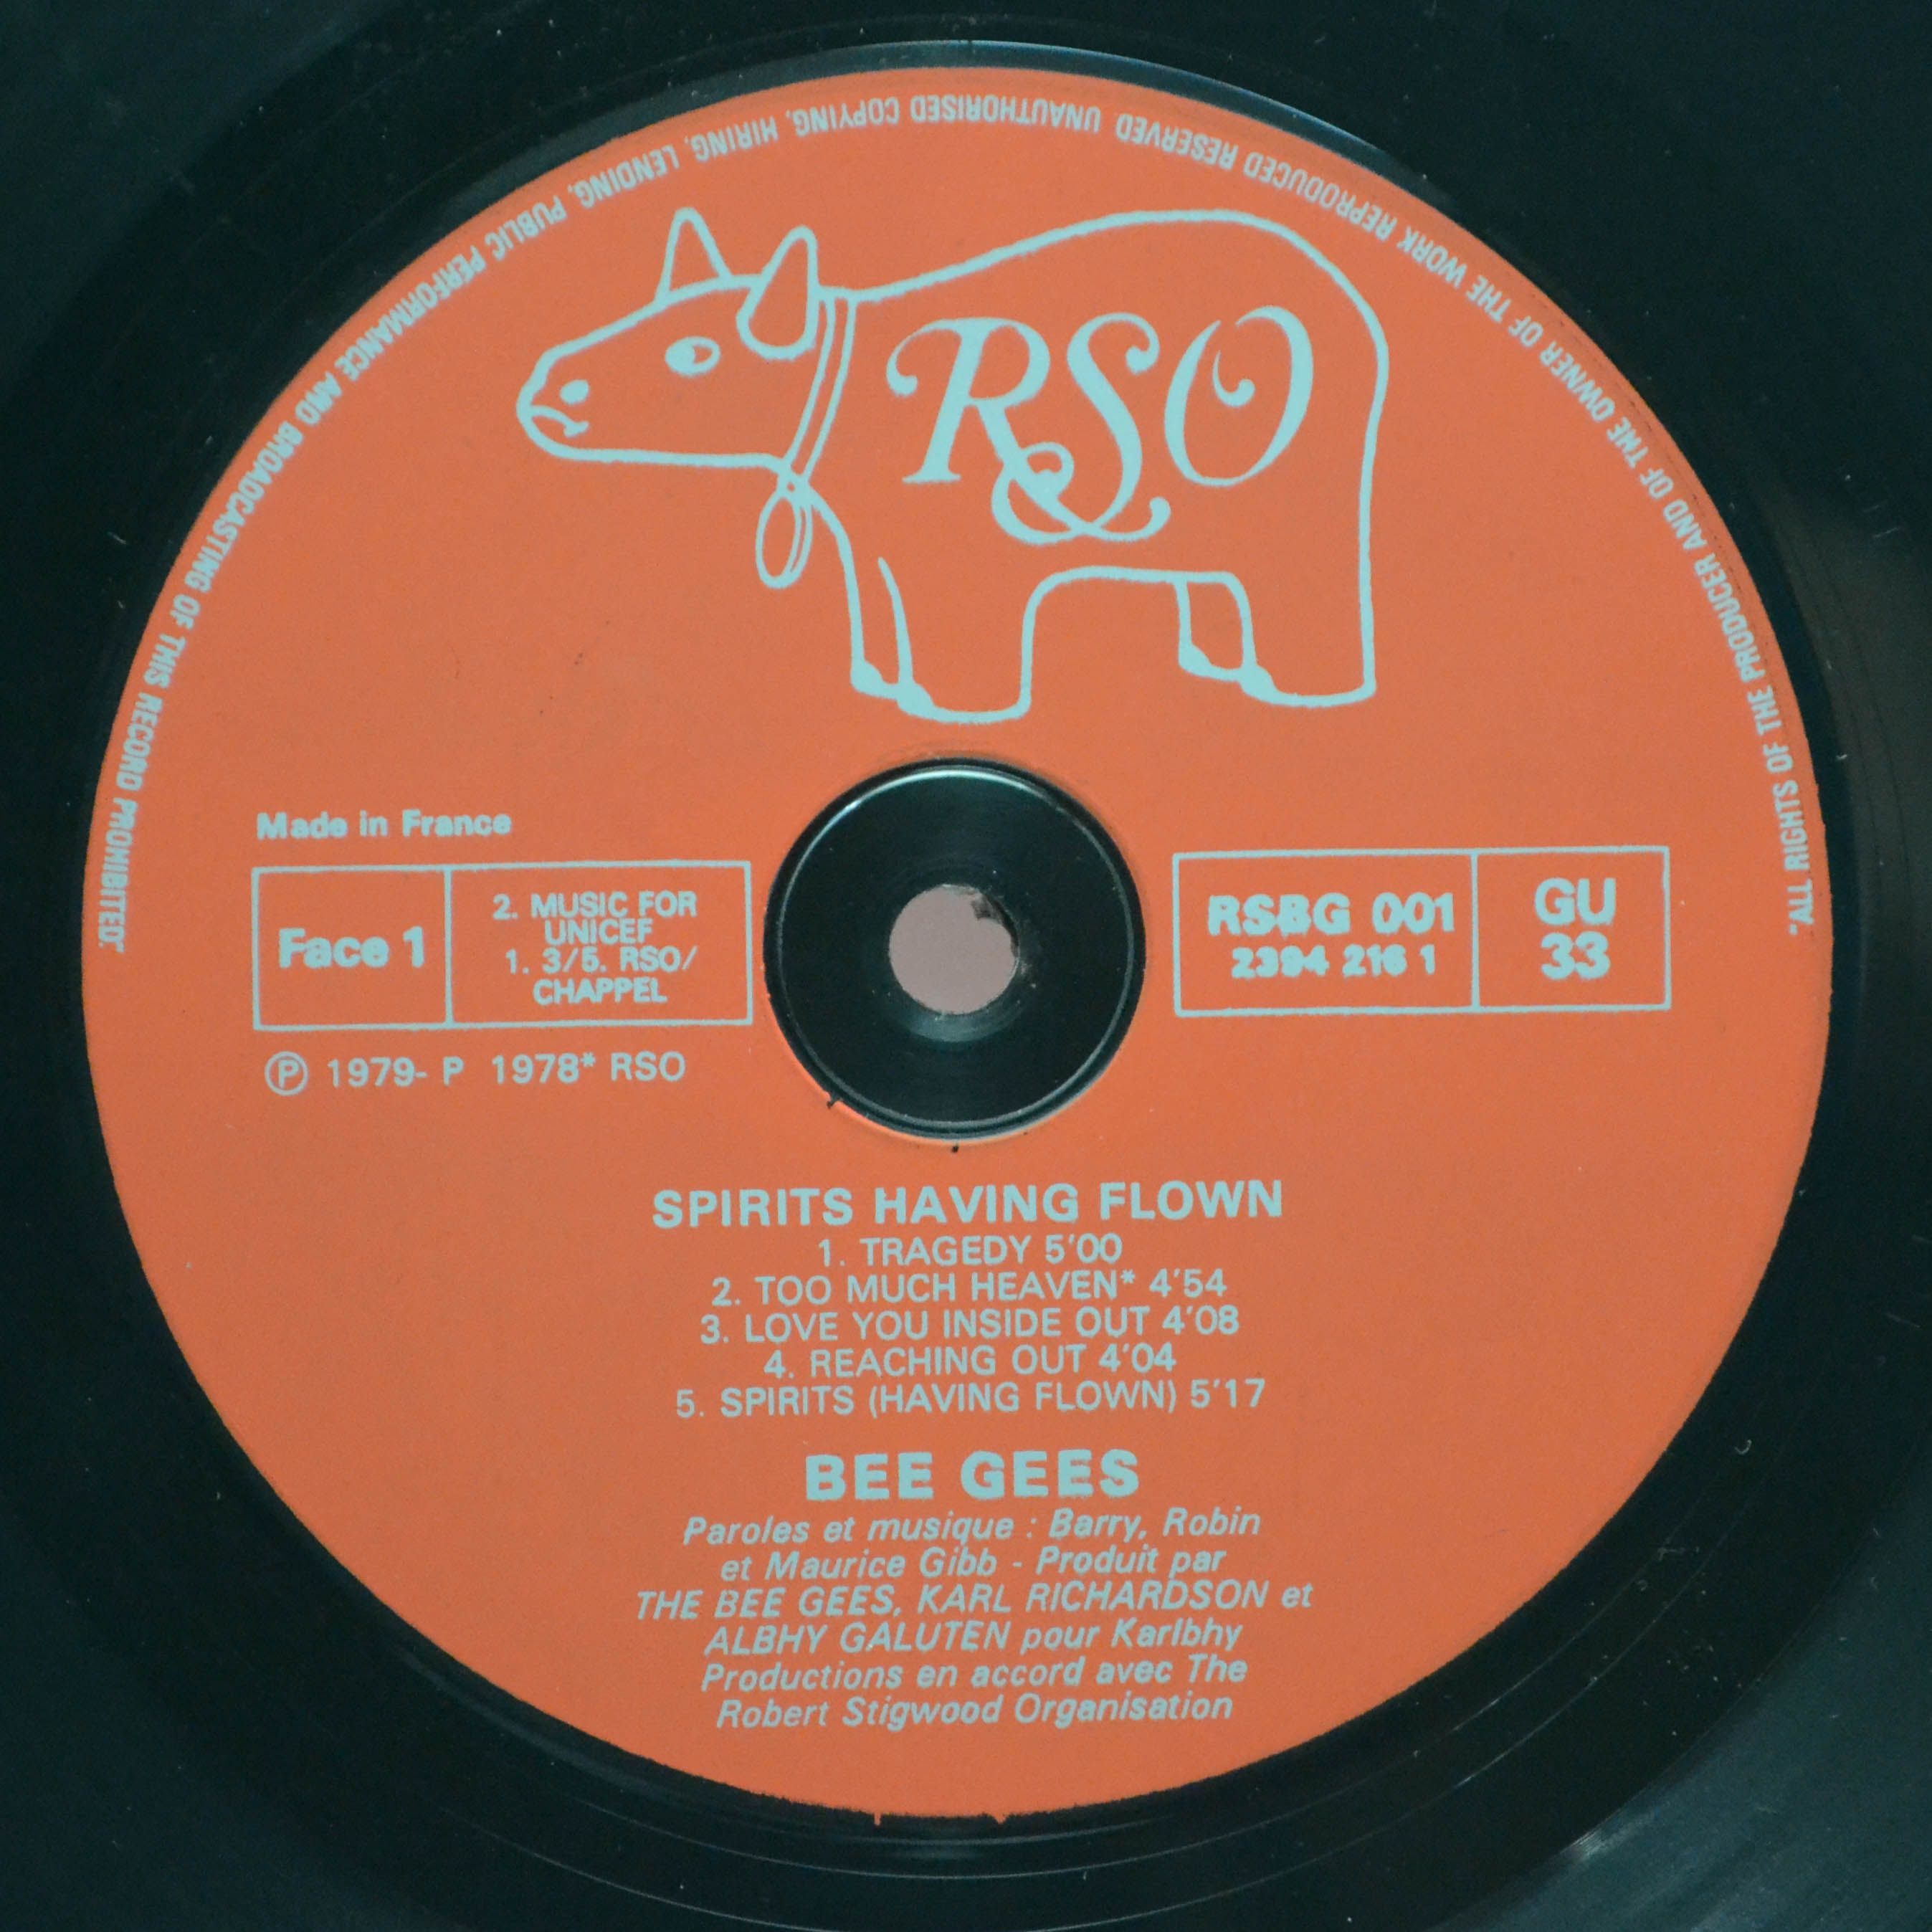 "ALL RIGHTS OF THE PRODUCER AND OF THE OWNER OF THE WORK REPRODUCED RESERVED UNAUTHORISED COPYING, HIRING, LENDING, PUBLIC PERFORMANCE AND BROADCASTING OF THIS RECORD PROHIBITED"
RSO
Made in France
Face 1
2. MUSIC FOR
UNICEF
1. 3/5. RSO/
CHAPPEL
RSBG 001
2394 216 1
GU
33
Ⓟ 1979- P 1978* RSO
SPIRITS HAVING FLOWN
1. TRAGEDY 5'00
2. TOO MUCH HEAVEN* 4'54
3. LOVE YOU INSIDE OUT 4'08
4. REACHING OUT 4'04
5. SPIRITS (HAVING FLOWN) 5'17
BEE GEES
Paroles et musique : Barry, Robin
et Maurice Gibb - Produit par
THE BEE GEES, KARL RICHARDSON et
ALBHY GALUTEN pour Karlbhy
Productions en accord avec The
Robert Stigwood Organisation